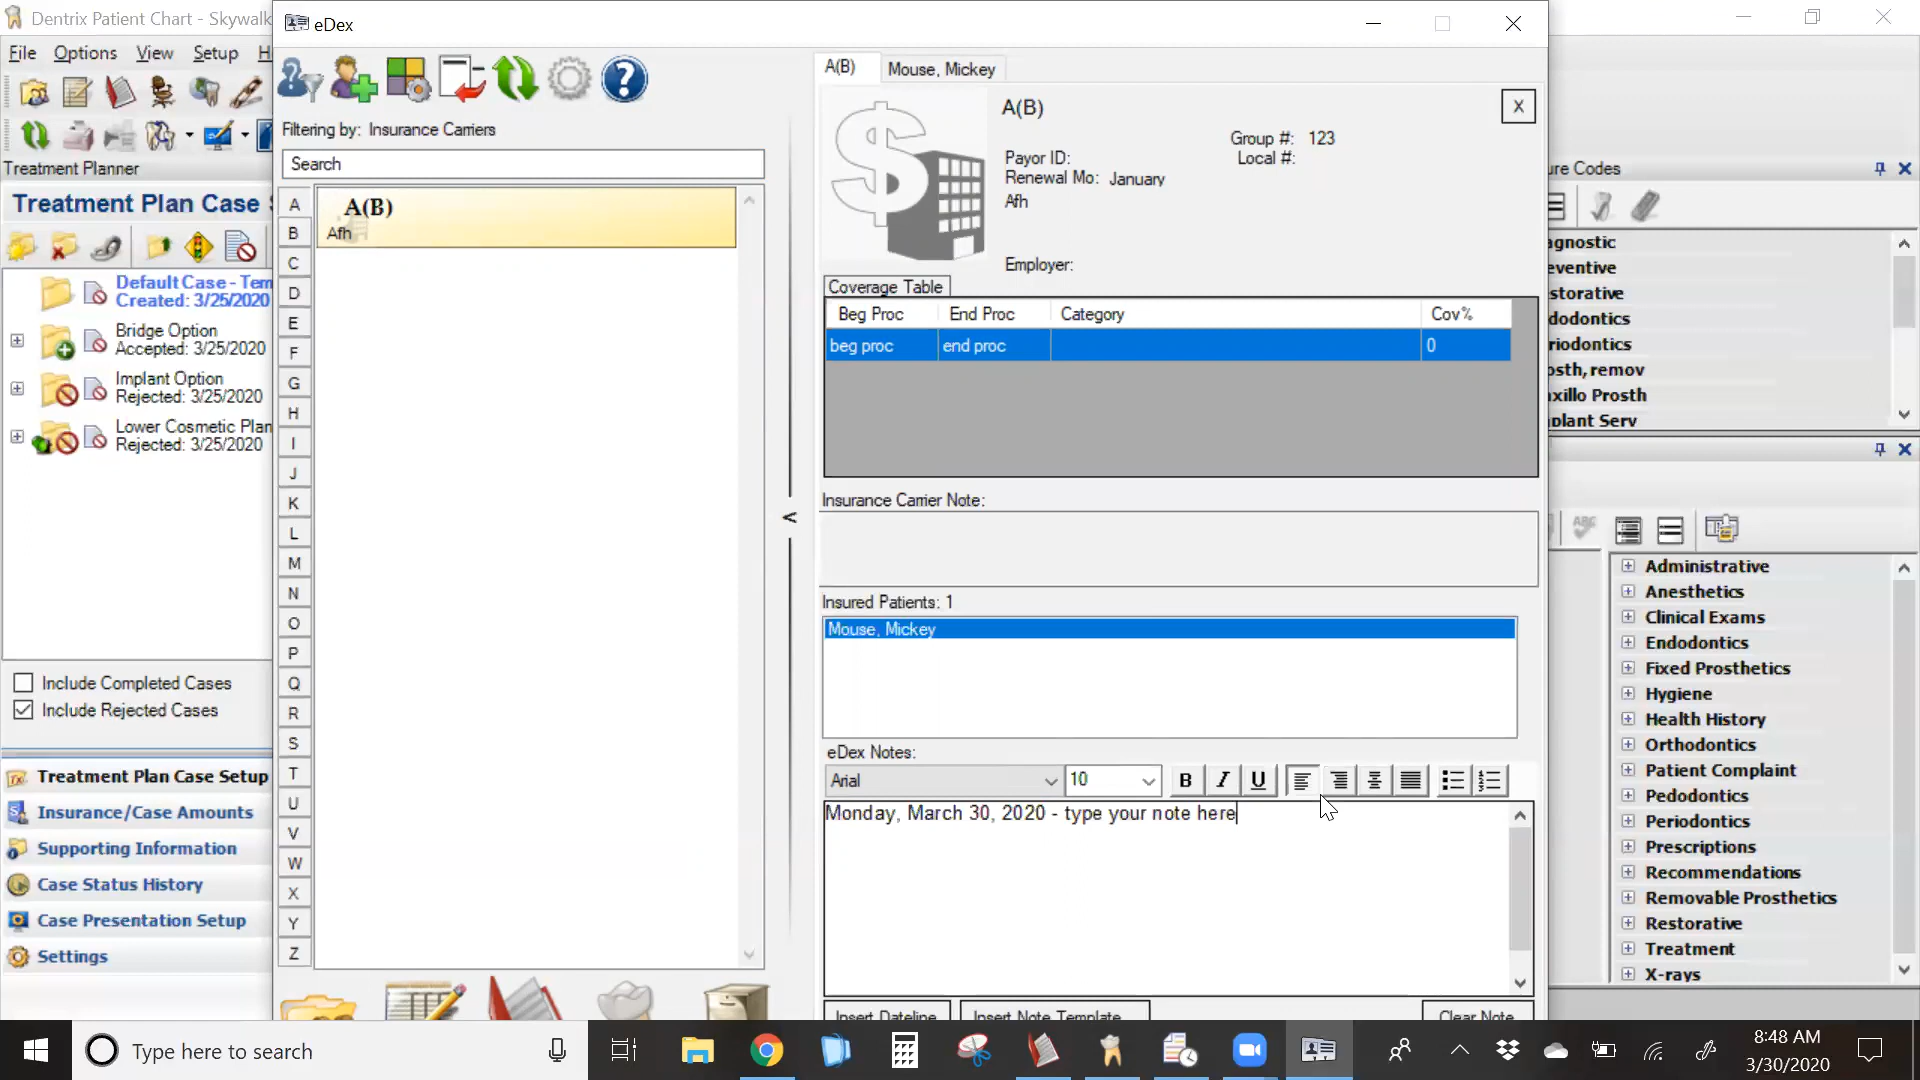 Dentrix Patient Chart - Skywalk
File Options View Setup H
Treatment Planner
Treatment Plan Case
Default Case - Tem
Created: 3/25/2020
Bridge Option
Accepted: 3/25/2020
Implant Option
Rejected: 3/25/2020
Lower Cosmetic Plan
Rejected: 3/25/2020
Include Completed Cases
Include Rejected Cases
Treatment Plan Case Setup
Insurance/Case Amounts
Supporting Information
Case Status History
Case Presentation Setup
Settings
eDex
Filtering by: Insurance Carriers
Search
A
B
C
D
E
F
G
H
I
J
K
L
M
N
O
P
Q
R
S
T
U
V
W
X
Y
Z
A(B)
Afh
<
A(B)
Mouse, Mickey
A(B)
X
Group #: 123
Payor ID:
Local #:
Renewal Mo: January
Afh
Employer:
Coverage Table
Beg Proc End Proc Category Cov%
beg proc end proc 0
Insurance Carrier Note:
Insured Patients: 1
Mouse, Mickey
eDex Notes:
Arial 10 B I U
Monday, March 30, 2020 - type your note here
Insert Dateline Insert Note Template Clear Note
ure Codes
agnostic
eventive
storative
dodontics
riodontics
osth, remov
xillo Prosth
plant Serv
ABC
Administrative
Anesthetics
Clinical Exams
Endodontics
Fixed Prosthetics
Hygiene
Health History
Orthodontics
Patient Complaint
Pedodontics
Periodontics
Prescriptions
Recommendations
Removable Prosthetics
Restorative
Treatment
X-rays
Type here to search
8:48 AM
3/30/2020